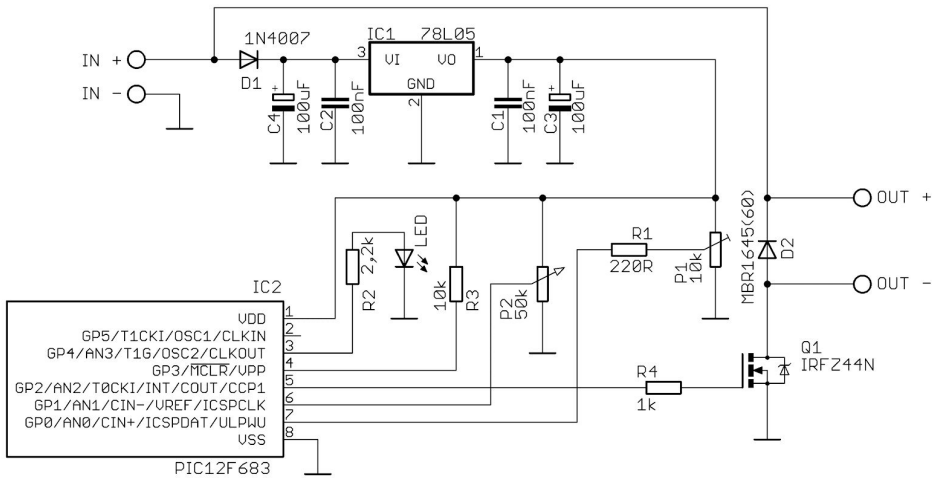 IC1 78L05
1N4007
IN +
D1
3 VI VO 1
GND
2
IN -
+
C4
100uF
C2
100nF
C1
100nF
+
C3
100uF
OUT +
MBR1645(60)
D2
OUT -
LED
2,2k
R2
10k
R3
P2
50k
R1
220R
P1
10k
IC2
VDD 1
GP5/T1CKI/OSC1/CLKIN 2
GP4/AN3/T1G/OSC2/CLKOUT 3
GP3/MCLR/VPP 4
GP2/AN2/T0CKI/INT/COUT/CCP1 5
GP1/AN1/CIN-/VREF/ICSPCLK 6
GP0/AN0/CIN+/ICSPDAT/ULPWU 7
VSS 8
PIC12F683
R4
1k
Q1
IRFZ44N